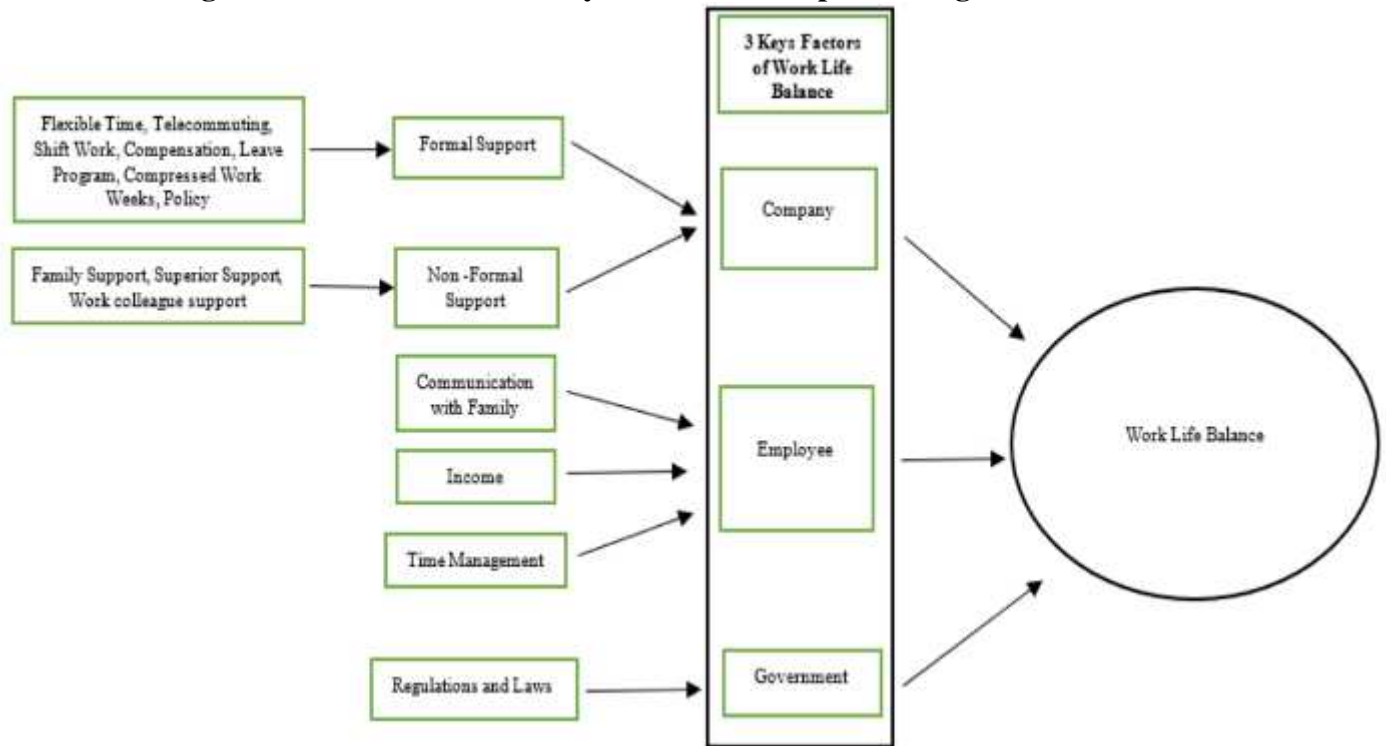 3 Keys Factors
of Work Life
Balance
Flexible Time, Telecommuting,
Shift Work, Compensation, Leave
Program, Compressed Work
Weeks, Policy
Formal Support
Company
Family Support, Superior Support,
Work colleague support
Non -Formal
Support
Communication
with Family
Income
Time Management
Employee
Work Life Balance
Regulations and Laws
Government